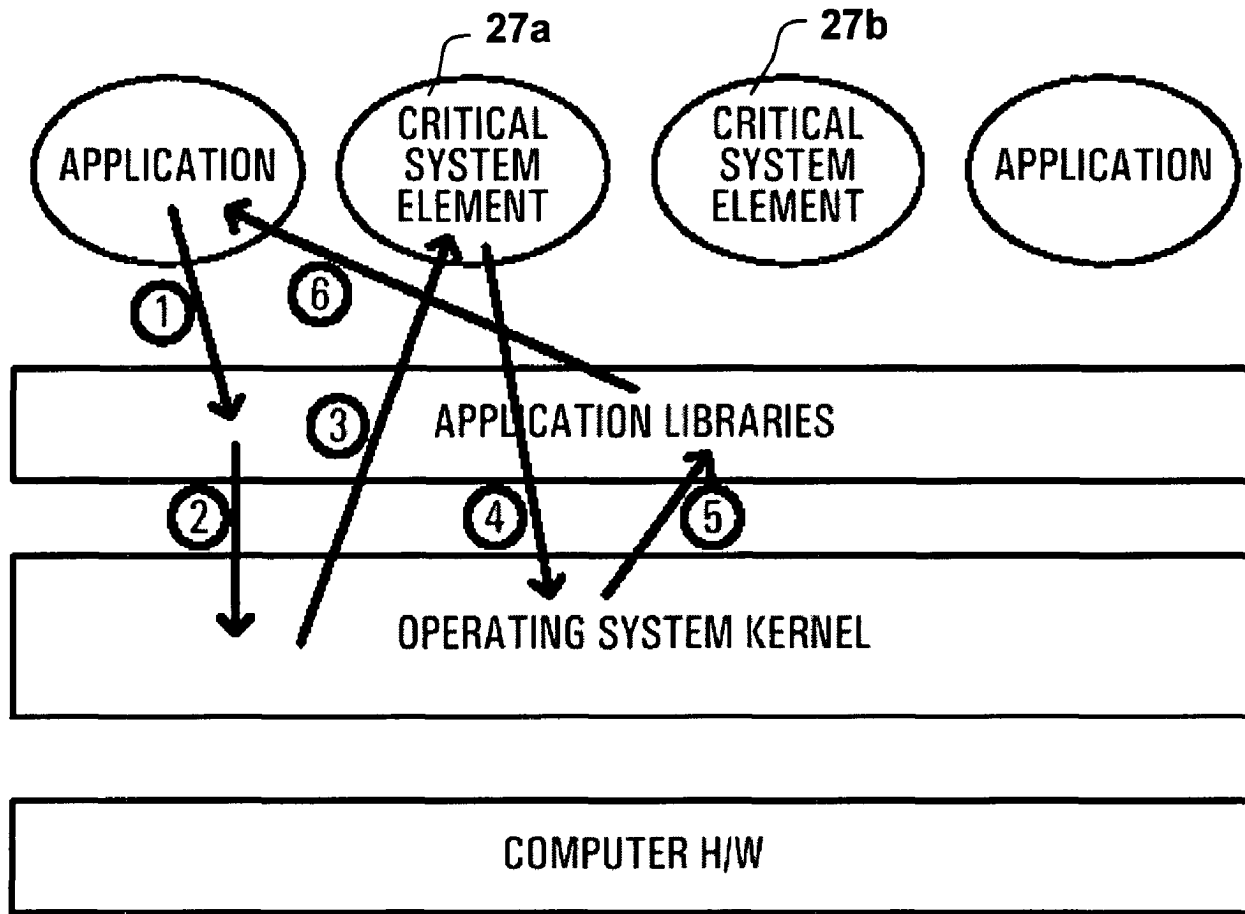 27a
27b
APPLICATION
CRITICAL
SYSTEM
ELEMENT
CRITICAL
SYSTEM
ELEMENT
APPLICATION
1
6
3
APPLICATION LIBRARIES
2
4
5
OPERATING SYSTEM KERNEL
COMPUTER H/W